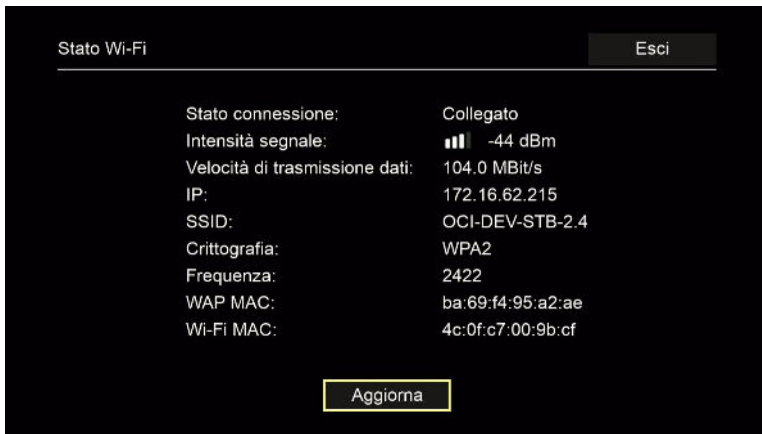 Stato Wi-Fi Esci
Stato connessione: Collegato
Intensità segnale: -44 dBm
Velocità di trasmissione dati: 104.0 MBit/s
IP: 172.16.62.215
SSID: OCI-DEV-STB-2.4
Crittografia: WPA2
Frequenza: 2422
WAP MAC: ba:69:f4:95:a2:ae
Wi-Fi MAC: 4c:0f:c7:00:9b:cf
Aggiorna